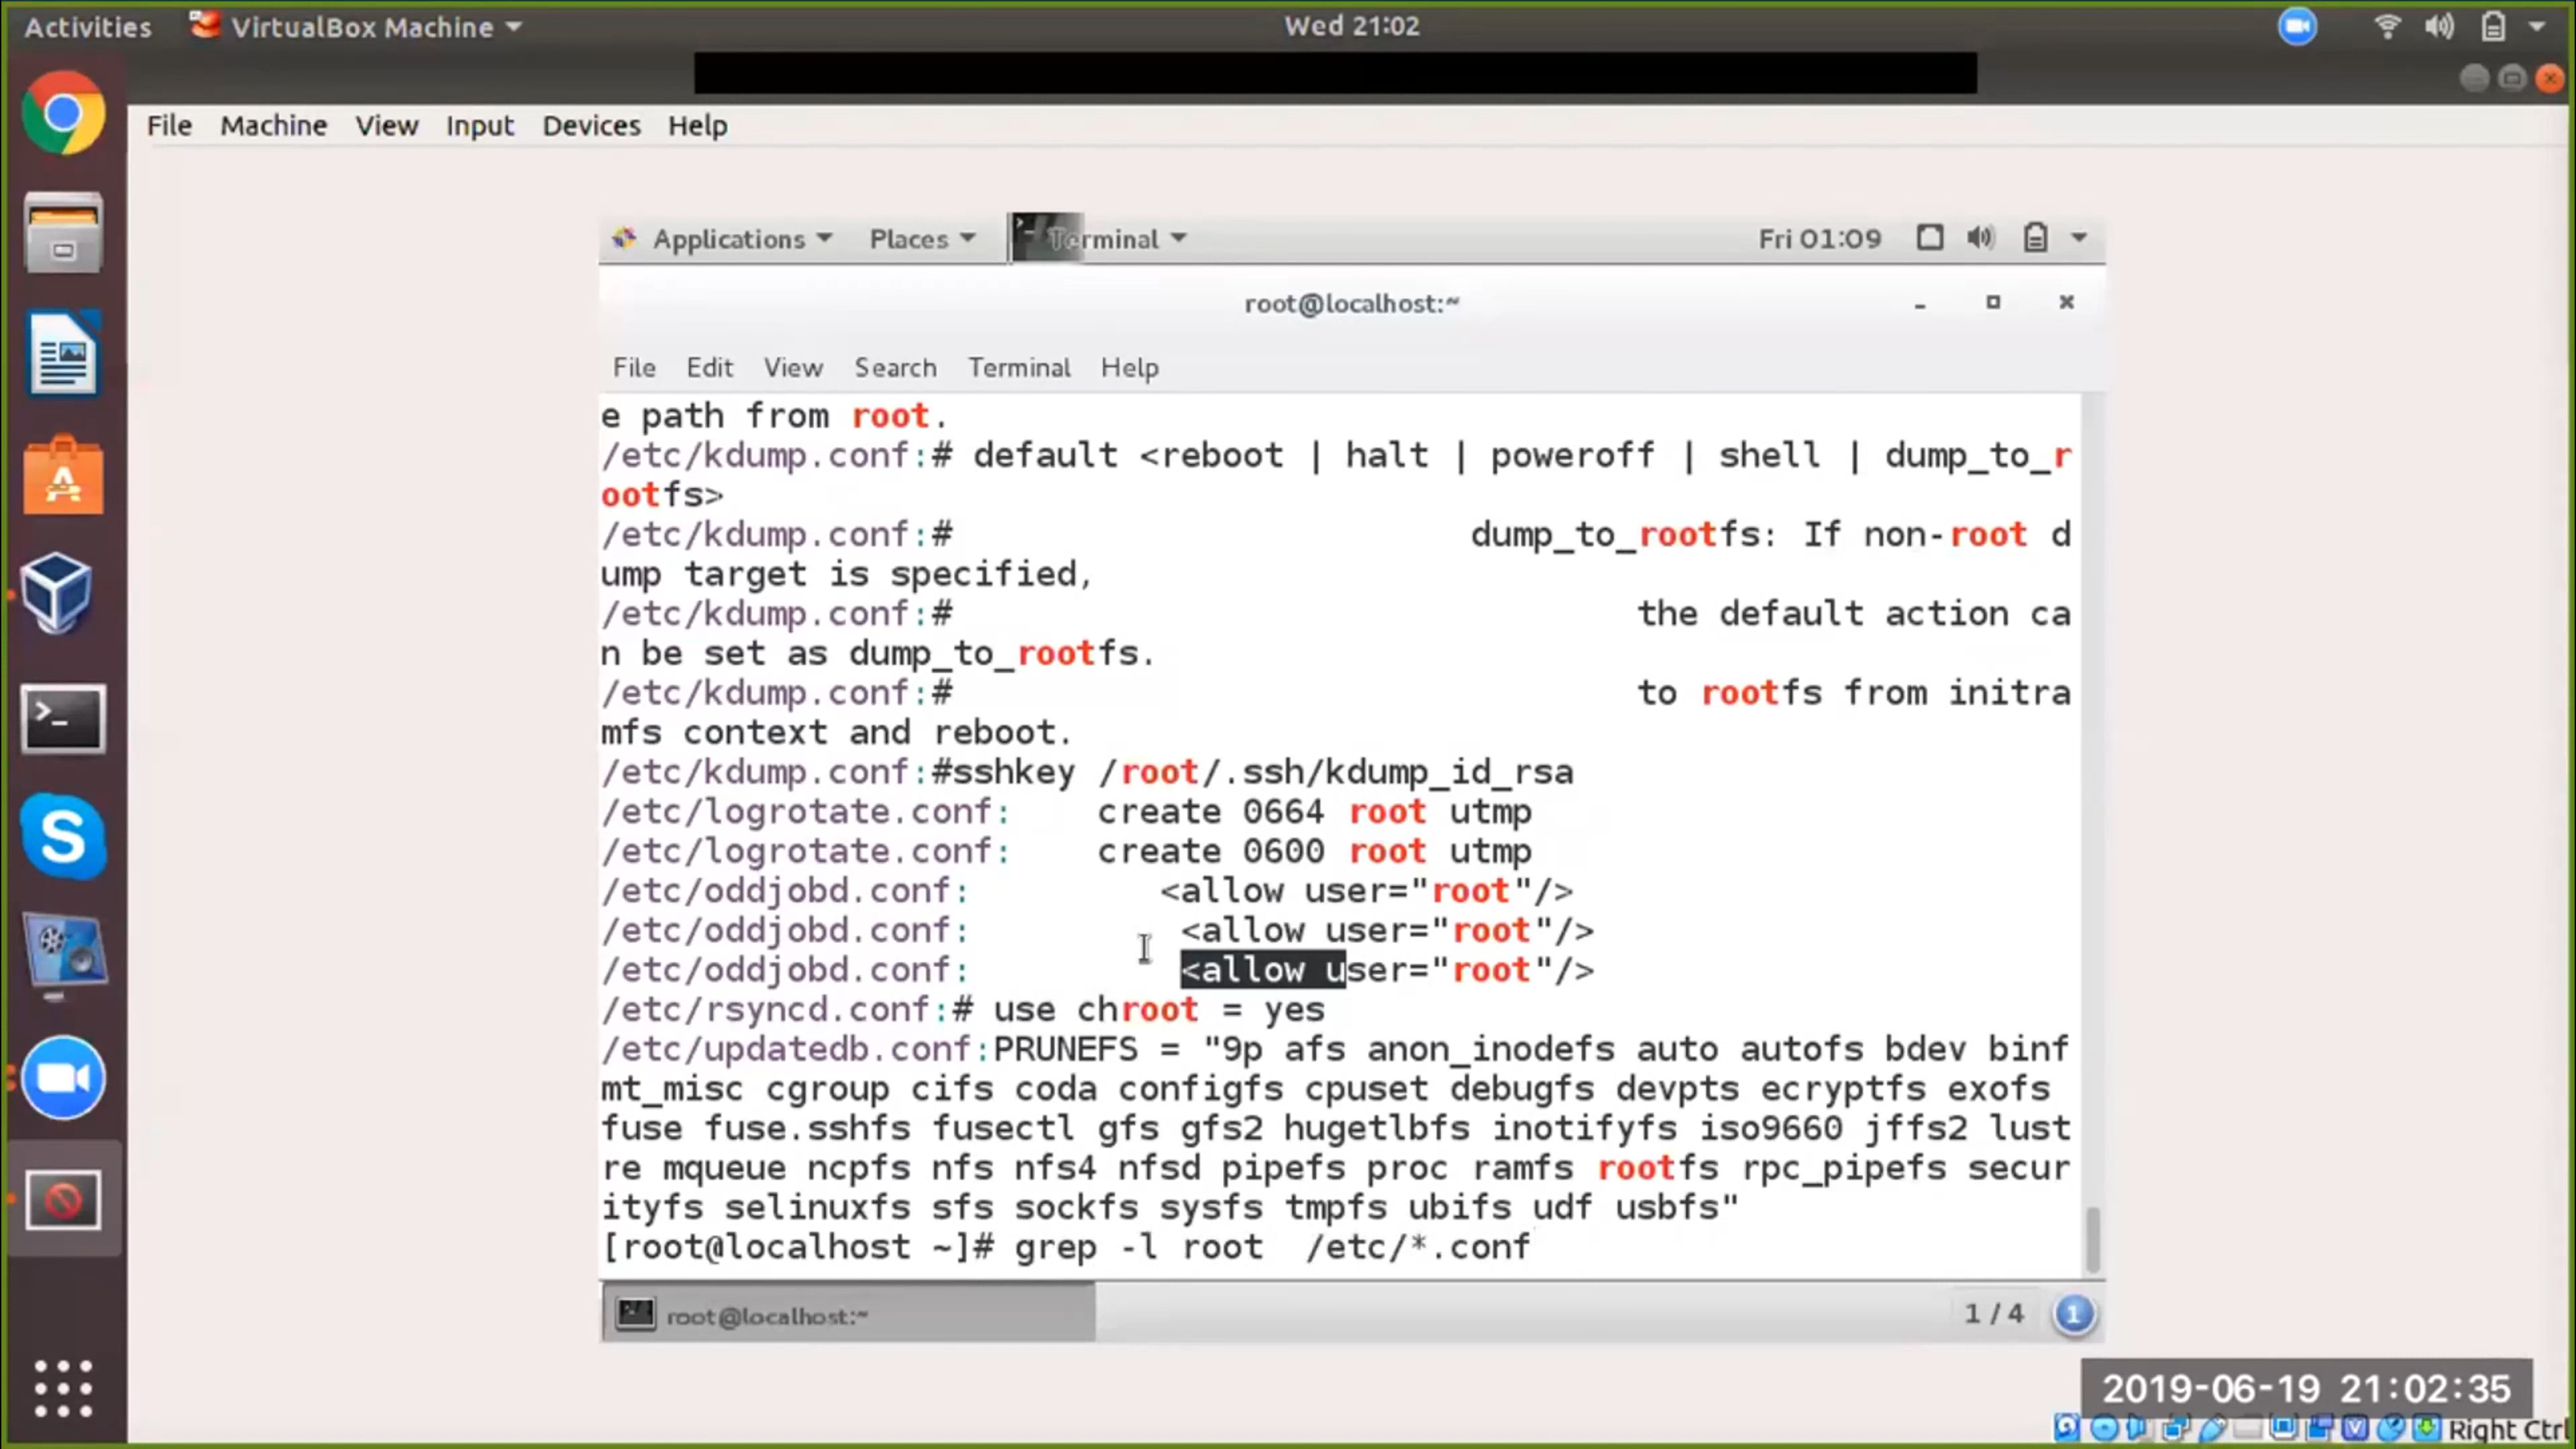 Activities VirtualBox Machine Wed 21:02
File Machine View Input Devices Help
Applications Places Terminal Fri 01:09
root@localhost:~
File Edit View Search Terminal Help
e path from root.
/etc/kdump.conf:# default <reboot | halt | poweroff | shell | dump_to_r
ootfs>
/etc/kdump.conf:#                         dump_to_rootfs: If non-root d
ump target is specified,
/etc/kdump.conf:#                                 the default action ca
n be set as dump_to_rootfs.
/etc/kdump.conf:#                                 to rootfs from initra
mfs context and reboot.
/etc/kdump.conf:#sshkey /root/.ssh/kdump_id_rsa
/etc/logrotate.conf:    create 0664 root utmp
/etc/logrotate.conf:    create 0600 root utmp
/etc/oddjobd.conf:         <allow user="root"/>
/etc/oddjobd.conf:          <allow user="root"/>
/etc/oddjobd.conf:          <allow user="root"/>
/etc/rsyncd.conf:# use chroot = yes
/etc/updatedb.conf:PRUNEFS = "9p afs anon_inodefs auto autofs bdev binf
mt_misc cgroup cifs coda configfs cpuset debugfs devpts ecryptfs exofs
fuse fuse.sshfs fusectl gfs gfs2 hugetlbfs inotifyfs iso9660 jffs2 lust
re mqueue ncpfs nfs nfs4 nfsd pipefs proc ramfs rootfs rpc_pipefs secur
ityfs selinuxfs sfs sockfs sysfs tmpfs ubifs udf usbfs"
[root@localhost ~]# grep -l root  /etc/*.conf
root@localhost:~ 1 / 4 1
2019-06-19 21:02:35
Right Ctrl